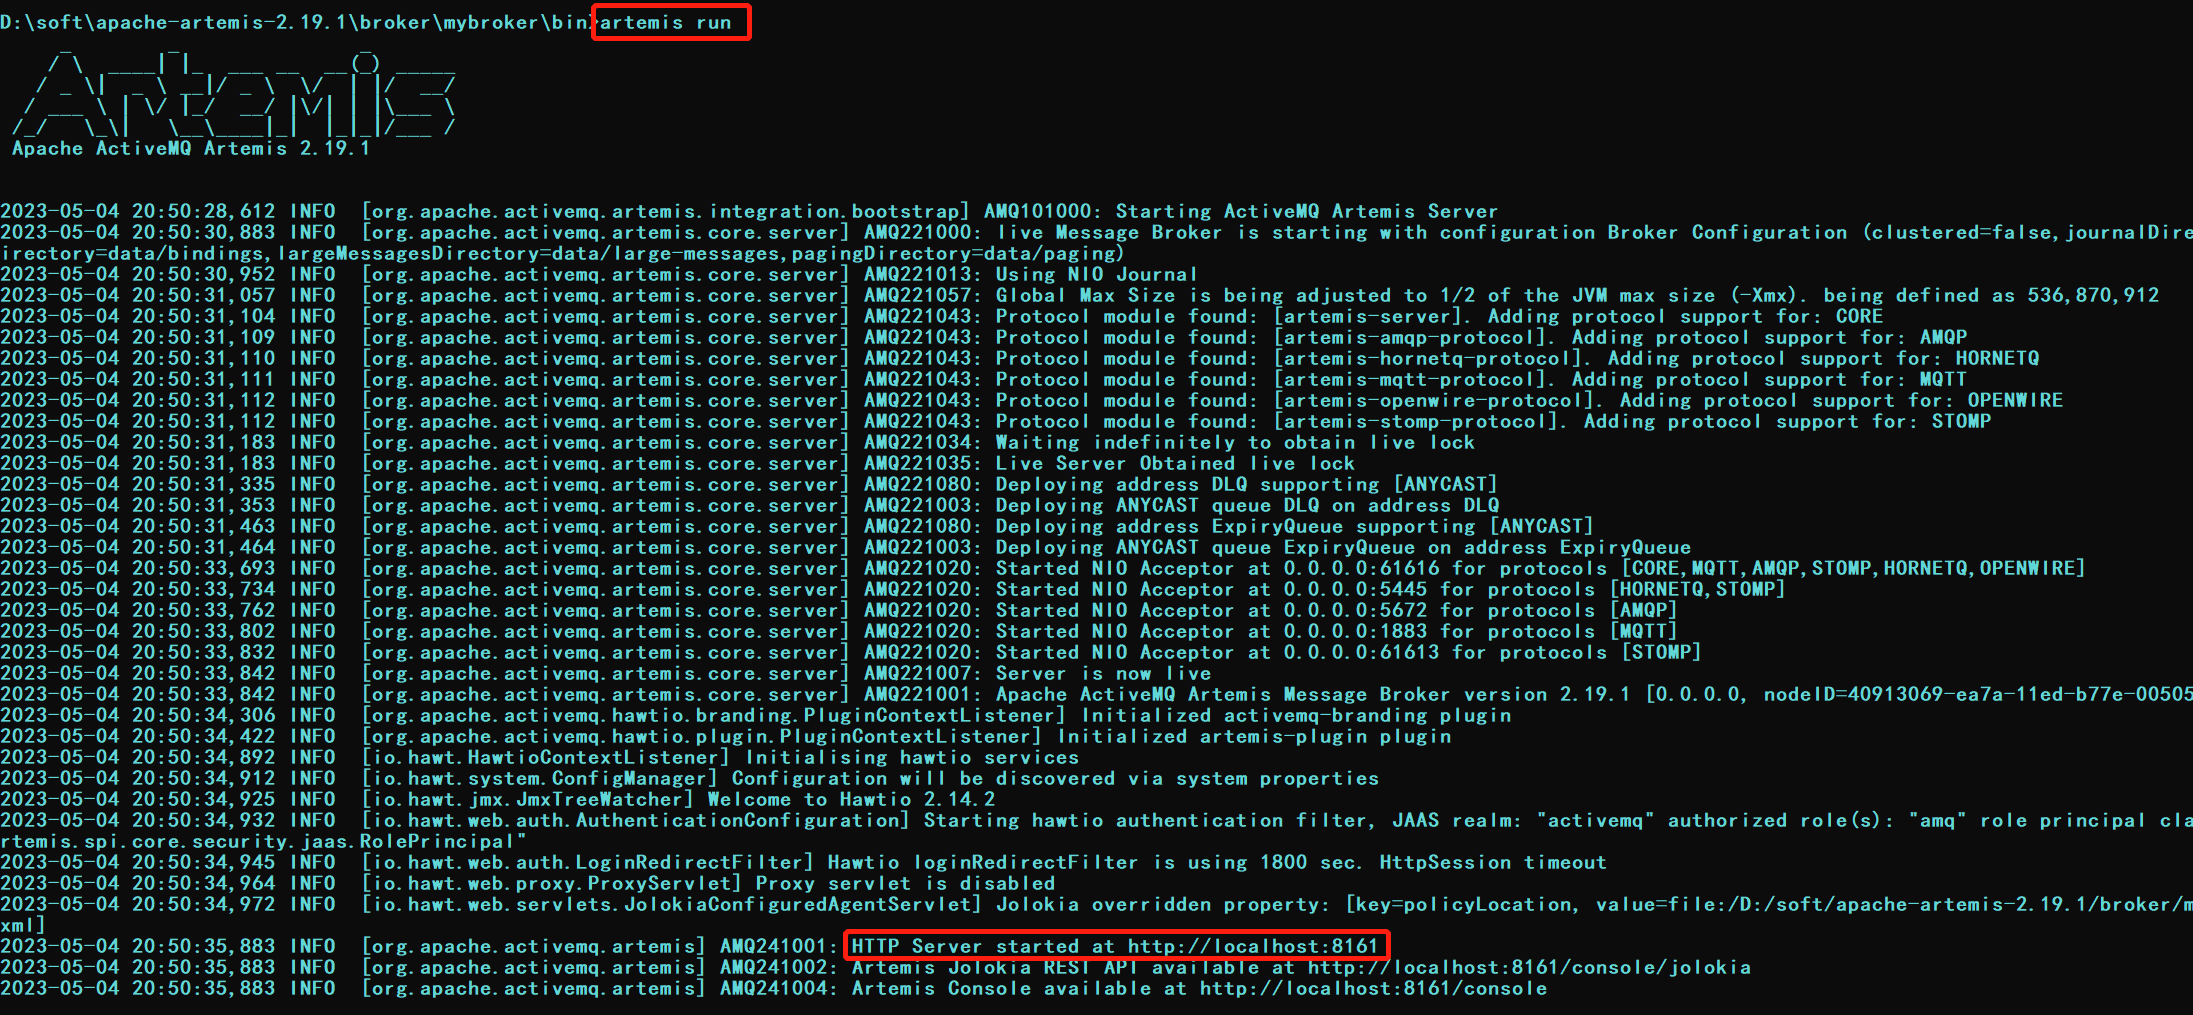 D:\soft\apache-artemis-2.19.1\broker\mybroker\bin>artemis run
Apache ActiveMQ Artemis 2.19.1
2023-05-04 20:50:28,612 INFO  [org.apache.activemq.artemis.integration.bootstrap] AMQ101000: Starting ActiveMQ Artemis Server
2023-05-04 20:50:30,883 INFO  [org.apache.activemq.artemis.core.server] AMQ221000: live Message Broker is starting with configuration Broker Configuration (clustered=false,journalDire
irectory=data/bindings,largeMessagesDirectory=data/large-messages,pagingDirectory=data/paging)
2023-05-04 20:50:30,952 INFO  [org.apache.activemq.artemis.core.server] AMQ221013: Using NIO Journal
2023-05-04 20:50:31,057 INFO  [org.apache.activemq.artemis.core.server] AMQ221057: Global Max Size is being adjusted to 1/2 of the JVM max size (-Xmx). being defined as 536,870,912
2023-05-04 20:50:31,104 INFO  [org.apache.activemq.artemis.core.server] AMQ221043: Protocol module found: [artemis-server]. Adding protocol support for: CORE
2023-05-04 20:50:31,109 INFO  [org.apache.activemq.artemis.core.server] AMQ221043: Protocol module found: [artemis-amqp-protocol]. Adding protocol support for: AMQP
2023-05-04 20:50:31,110 INFO  [org.apache.activemq.artemis.core.server] AMQ221043: Protocol module found: [artemis-hornetq-protocol]. Adding protocol support for: HORNETQ
2023-05-04 20:50:31,111 INFO  [org.apache.activemq.artemis.core.server] AMQ221043: Protocol module found: [artemis-mqtt-protocol]. Adding protocol support for: MQTT
2023-05-04 20:50:31,112 INFO  [org.apache.activemq.artemis.core.server] AMQ221043: Protocol module found: [artemis-openwire-protocol]. Adding protocol support for: OPENWIRE
2023-05-04 20:50:31,112 INFO  [org.apache.activemq.artemis.core.server] AMQ221043: Protocol module found: [artemis-stomp-protocol]. Adding protocol support for: STOMP
2023-05-04 20:50:31,183 INFO  [org.apache.activemq.artemis.core.server] AMQ221034: Waiting indefinitely to obtain live lock
2023-05-04 20:50:31,183 INFO  [org.apache.activemq.artemis.core.server] AMQ221035: Live Server Obtained live lock
2023-05-04 20:50:31,335 INFO  [org.apache.activemq.artemis.core.server] AMQ221080: Deploying address DLQ supporting [ANYCAST]
2023-05-04 20:50:31,353 INFO  [org.apache.activemq.artemis.core.server] AMQ221003: Deploying ANYCAST queue DLQ on address DLQ
2023-05-04 20:50:31,463 INFO  [org.apache.activemq.artemis.core.server] AMQ221080: Deploying address ExpiryQueue supporting [ANYCAST]
2023-05-04 20:50:31,464 INFO  [org.apache.activemq.artemis.core.server] AMQ221003: Deploying ANYCAST queue ExpiryQueue on address ExpiryQueue
2023-05-04 20:50:33,693 INFO  [org.apache.activemq.artemis.core.server] AMQ221020: Started NIO Acceptor at 0.0.0.0:61616 for protocols [CORE,MQTT,AMQP,STOMP,HORNETQ,OPENWIRE]
2023-05-04 20:50:33,734 INFO  [org.apache.activemq.artemis.core.server] AMQ221020: Started NIO Acceptor at 0.0.0.0:5445 for protocols [HORNETQ,STOMP]
2023-05-04 20:50:33,762 INFO  [org.apache.activemq.artemis.core.server] AMQ221020: Started NIO Acceptor at 0.0.0.0:5672 for protocols [AMQP]
2023-05-04 20:50:33,802 INFO  [org.apache.activemq.artemis.core.server] AMQ221020: Started NIO Acceptor at 0.0.0.0:1883 for protocols [MQTT]
2023-05-04 20:50:33,832 INFO  [org.apache.activemq.artemis.core.server] AMQ221020: Started NIO Acceptor at 0.0.0.0:61613 for protocols [STOMP]
2023-05-04 20:50:33,842 INFO  [org.apache.activemq.artemis.core.server] AMQ221007: Server is now live
2023-05-04 20:50:33,842 INFO  [org.apache.activemq.artemis.core.server] AMQ221001: Apache ActiveMQ Artemis Message Broker version 2.19.1 [0.0.0.0, nodeID=40913069-ea7a-11ed-b77e-00505
2023-05-04 20:50:34,306 INFO  [org.apache.activemq.hawtio.branding.PluginContextListener] Initialized activemq-branding plugin
2023-05-04 20:50:34,422 INFO  [org.apache.activemq.hawtio.plugin.PluginContextListener] Initialized artemis-plugin plugin
2023-05-04 20:50:34,892 INFO  [io.hawt.HawtioContextListener] Initialising hawtio services
2023-05-04 20:50:34,912 INFO  [io.hawt.system.ConfigManager] Configuration will be discovered via system properties
2023-05-04 20:50:34,925 INFO  [io.hawt.jmx.JmxTreeWatcher] Welcome to Hawtio 2.14.2
2023-05-04 20:50:34,932 INFO  [io.hawt.web.auth.AuthenticationConfiguration] Starting hawtio authentication filter, JAAS realm: "activemq" authorized role(s): "amq" role principal cla
rtemis.spi.core.security.jaas.RolePrincipal"
2023-05-04 20:50:34,945 INFO  [io.hawt.web.auth.LoginRedirectFilter] Hawtio loginRedirectFilter is using 1800 sec. HttpSession timeout
2023-05-04 20:50:34,964 INFO  [io.hawt.web.proxy.ProxyServlet] Proxy servlet is disabled
2023-05-04 20:50:34,972 INFO  [io.hawt.web.servlets.JolokiaConfiguredAgentServlet] Jolokia overridden property: [key=policyLocation, value=file:/D:/soft/apache-artemis-2.19.1/broker/m
xml]
2023-05-04 20:50:35,883 INFO  [org.apache.activemq.artemis] AMQ241001: HTTP Server started at http://localhost:8161
2023-05-04 20:50:35,883 INFO  [org.apache.activemq.artemis] AMQ241002: Artemis Jolokia REST API available at http://localhost:8161/console/jolokia
2023-05-04 20:50:35,883 INFO  [org.apache.activemq.artemis] AMQ241004: Artemis Console available at http://localhost:8161/console